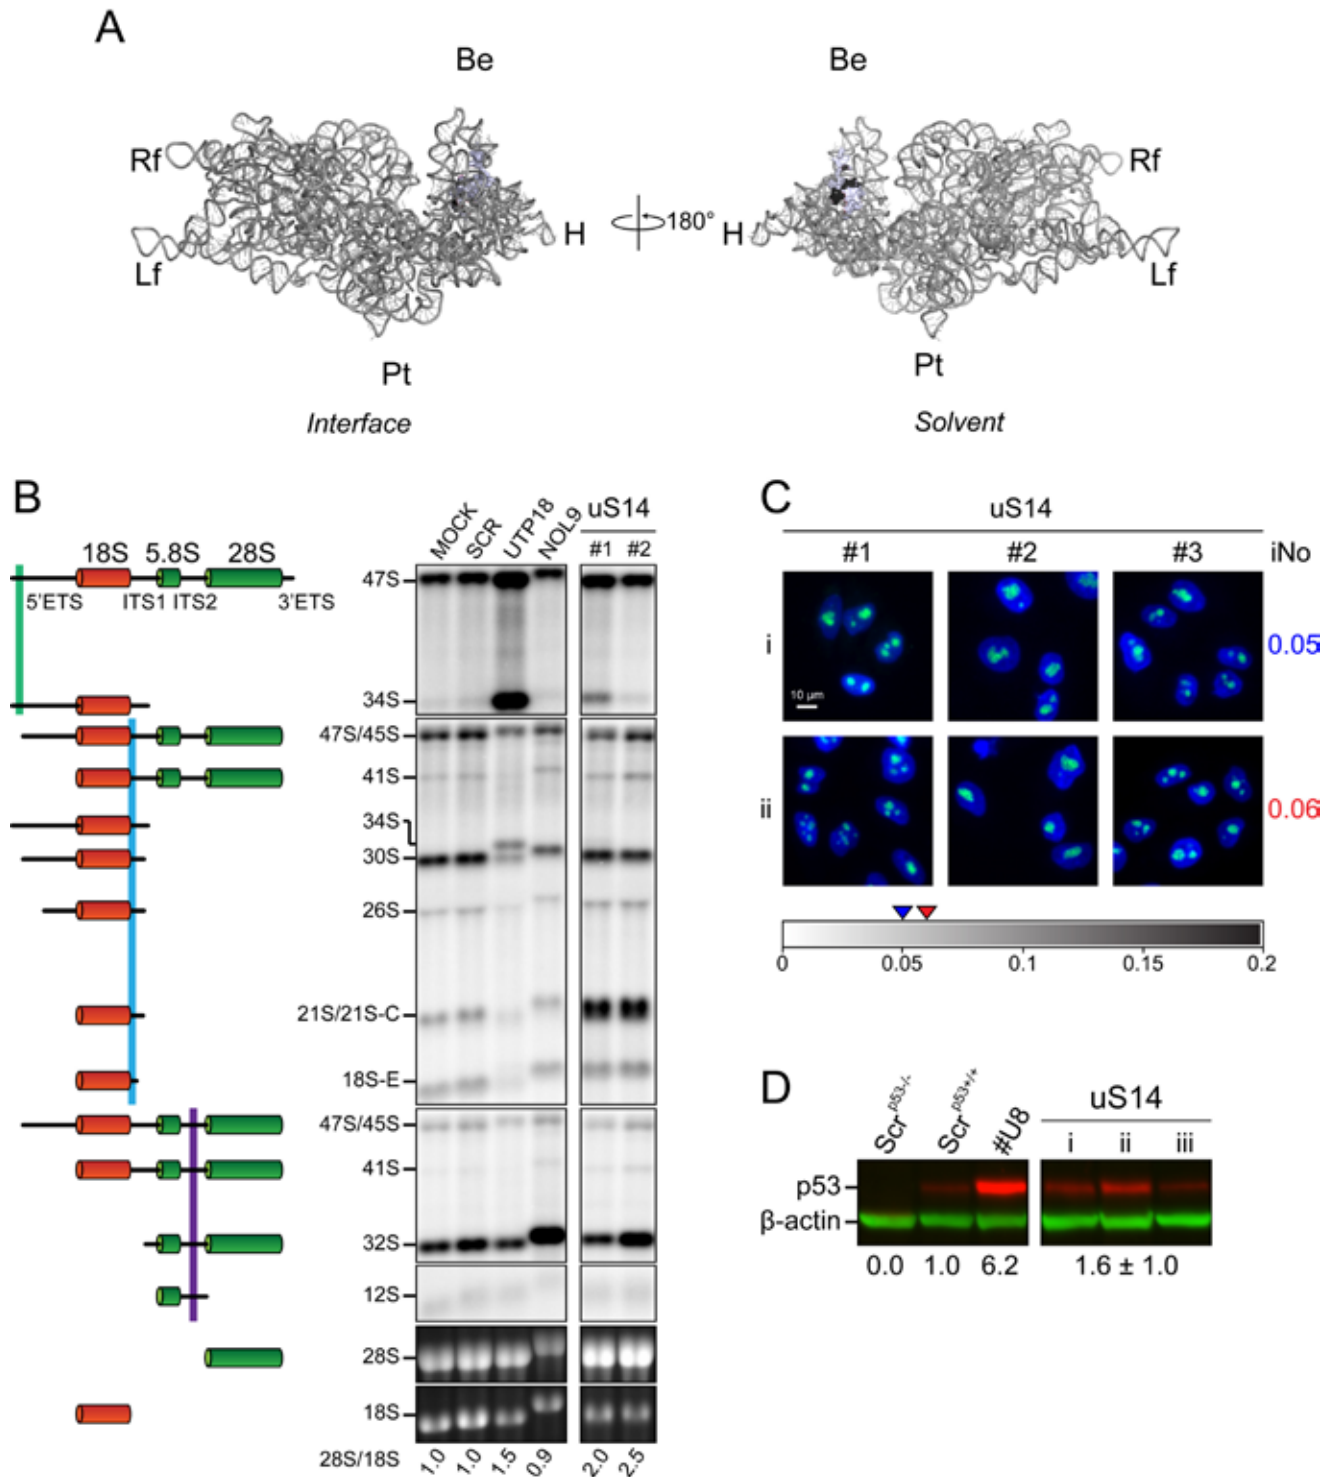 A
Be
Be
Rf
Rf
H
180°
H
Lf
Lf
Pt
Pt
Interface
Solvent
B
C
MOCK
SCR
UTP18
NOL9
uS14
#1 #2
18S 5.8S 28S
5'ETS ITS1 ITS2 3'ETS
47S
34S
47S/45S
41S
34S
30S
26S
21S/21S-C
18S-E
47S/45S
41S
32S
12S
28S
18S
28S/18S 1.0 1.0 1.5 0.9 2.0 2.5
uS14
#1 #2 #3 iNo
i 0.05
10 µm
ii 0.06
0 0.05 0.1 0.15 0.2
D
Scr p53-/-
Scr p53+/+
#U8
uS14
i ii iii
p53
β-actin
0.0 1.0 6.2 1.6 ± 1.0